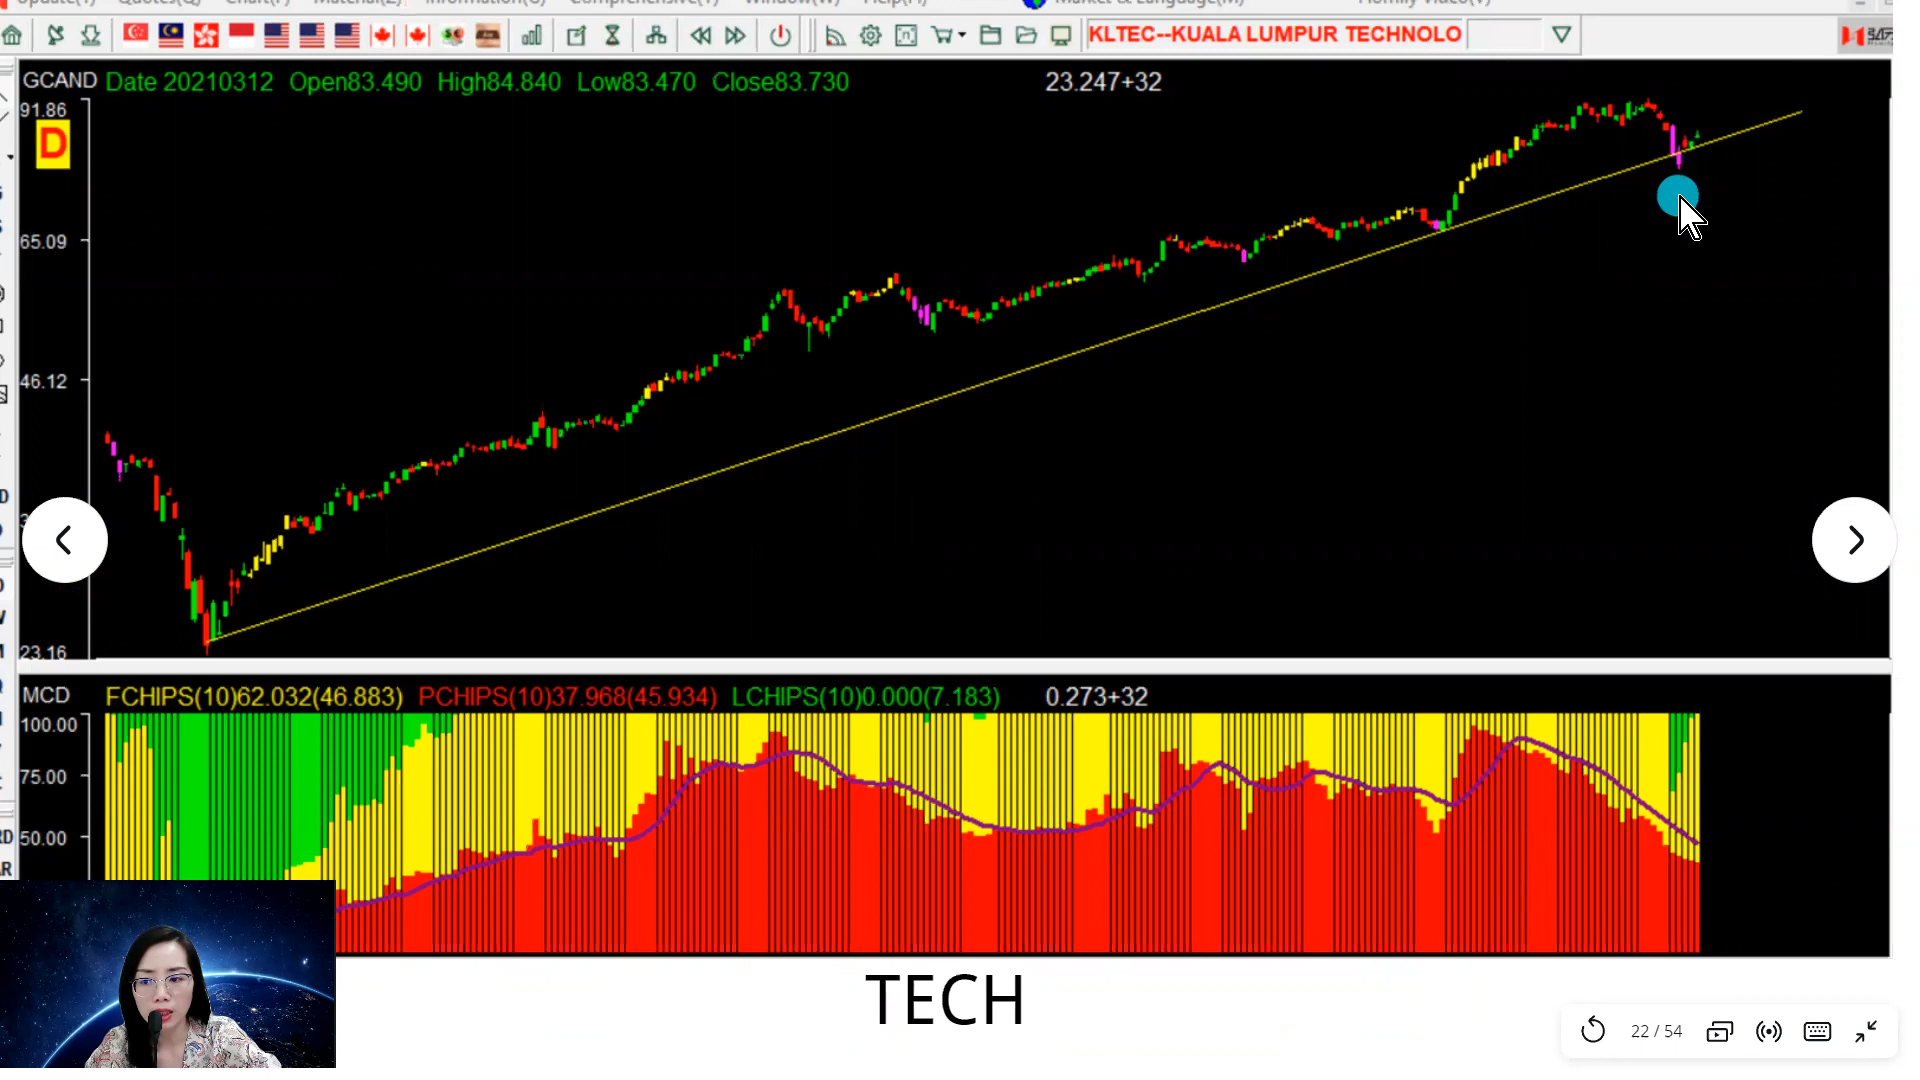 KLTEC--KUALA LUMPUR TECHNOLO
GCAND Date 20210312 Open83.490 High84.840 Low83.470 Close83.730 23.247+32
91.86
D
65.09
46.12
23.16
MCD FCHIPS(10)62.032(46.883) PCHIPS(10)37.968(45.934) LCHIPS(10)0.000(7.183) 0.273+32
100.00
75.00
50.00
TECH
22 / 54